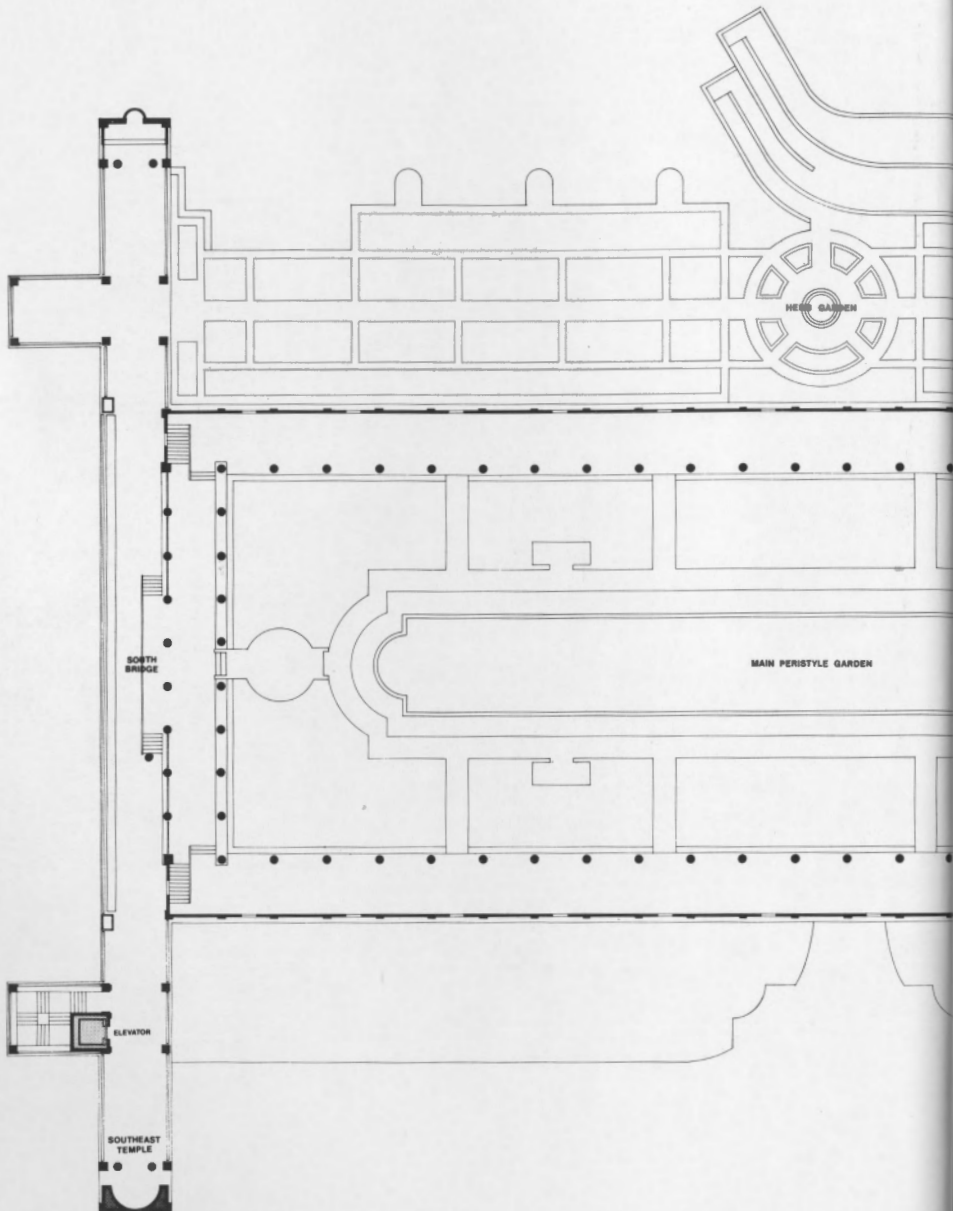 HERB GARDEN
SOUTH
BRIDGE
MAIN PERISTYLE GARDEN
ELEVATOR
SOUTHEAST
TEMPLE